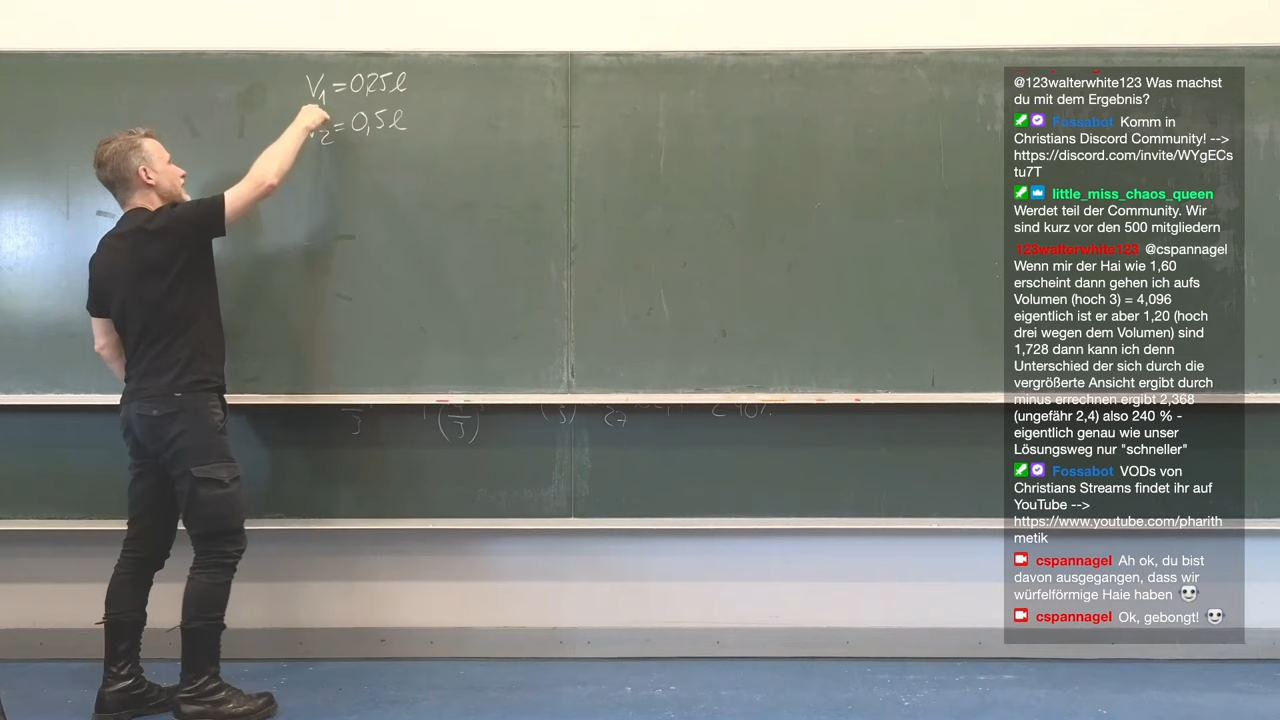 V₁ = 0,25 l
₂ = 0,5 l
@123walterwhite123 Was machst
du mit dem Ergebnis?
Fossabot Komm in
Christians Discord Community! -->
https://discord.com/invite/WYgECs
tu7T
little_miss_chaos_queen
Werdet teil der Community. Wir
sind kurz vor den 500 mitgliedern
123walterwhite123 @cspannagel
Wenn mir der Hai wie 1,60
erscheint dann gehen ich aufs
Volumen (hoch 3) = 4,096
eigentlich ist er aber 1,20 (hoch
drei wegen dem Volumen) sind
1,728 dann kann ich denn
Unterschied der sich durch die
vergrößerte Ansicht ergibt durch
minus errechnen ergibt 2,368
(ungefähr 2,4) also 240 % -
eigentlich genau wie unser
Lösungsweg nur "schneller"
Fossabot VODs von
Christians Streams findet ihr auf
YouTube -->
https://www.youtube.com/pharith
metik
cspannagel Ah ok, du bist
davon ausgegangen, dass wir
würfelförmige Haie haben
cspannagel Ok, gebongt!